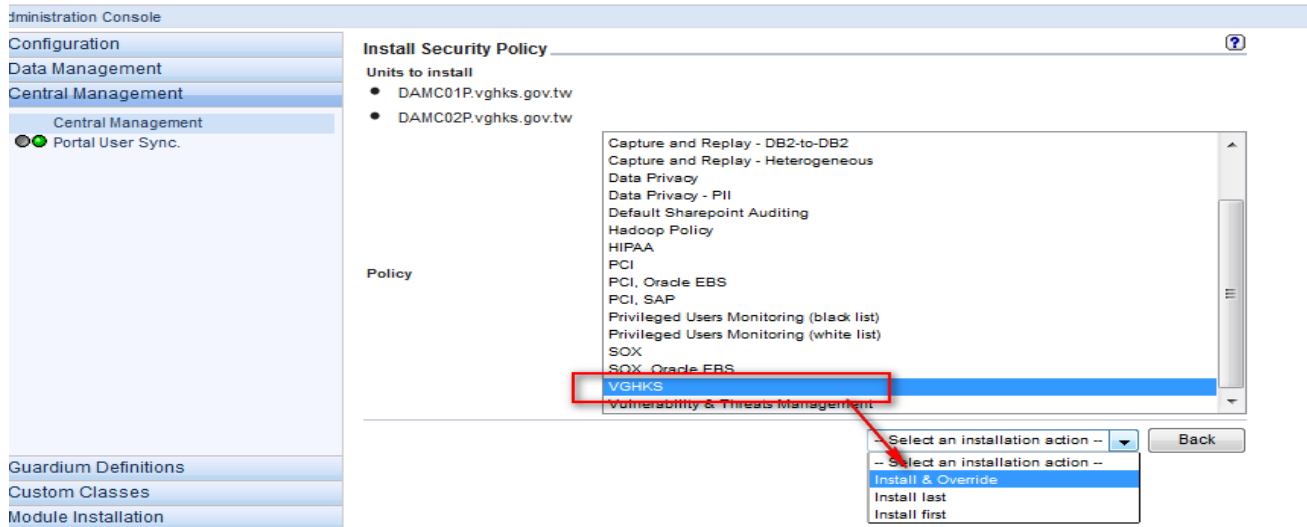 dministration Console
Configuration
Data Management
Central Management
Central Management
Portal User Sync.
Guardium Definitions
Custom Classes
Module Installation
Install Security Policy
?
Units to install
DAMC01P.vghks.gov.tw
DAMC02P.vghks.gov.tw
Policy
Capture and Replay - DB2-to-DB2
Capture and Replay - Heterogeneous
Data Privacy
Data Privacy - PII
Default Sharepoint Auditing
Hadoop Policy
HIPAA
PCI
PCI, Oracle EBS
PCI, SAP
Privileged Users Monitoring (black list)
Privileged Users Monitoring (white list)
SOX
SOX, Oracle EBS
VGHKS
Vulnerability & Threats Management
-- Select an installation action --
Back
-- Select an installation action --
Install & Override
Install last
Install first